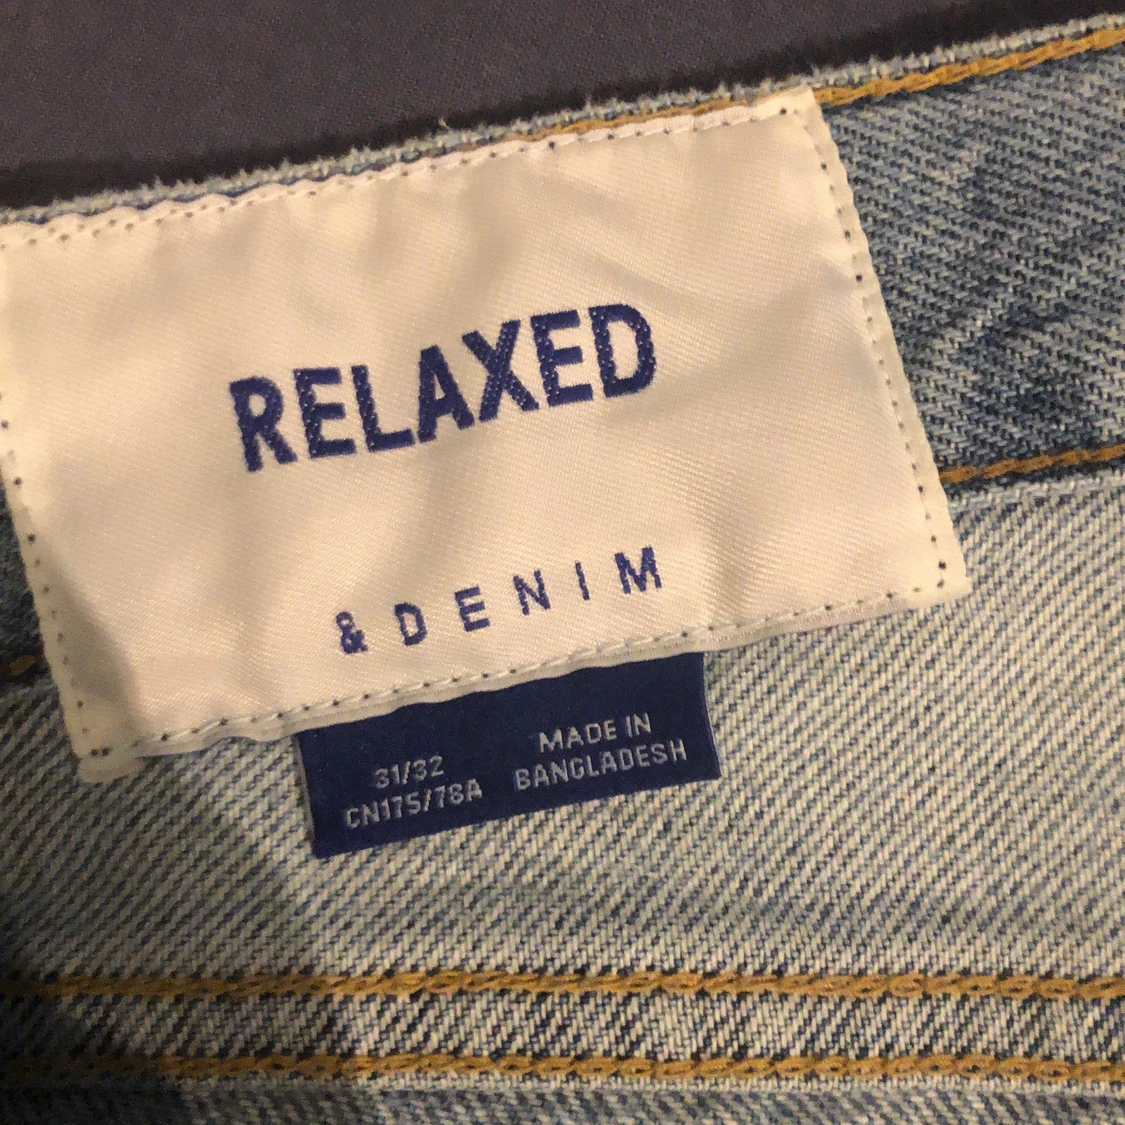 RELAXED
& DENIM
31/32
CN175/78A
MADE IN
BANGLADESH